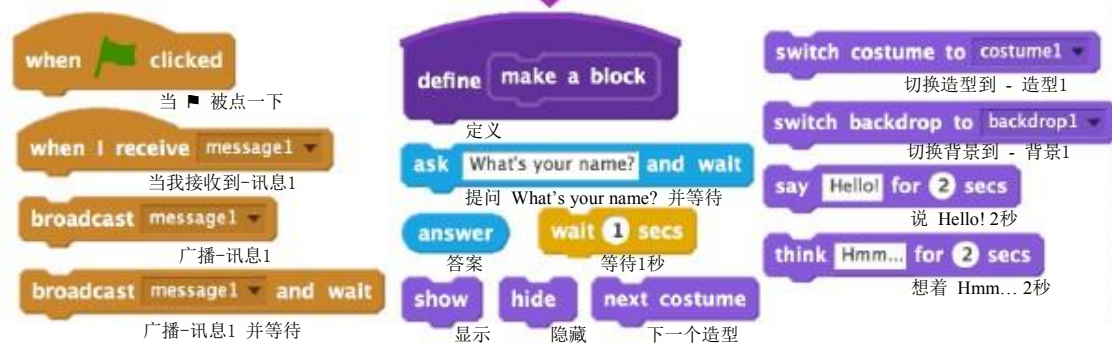 when clicked
当 ⚑ 被点一下
when I receive message1
当我接收到-讯息1
broadcast message1
广播-讯息1
broadcast message1 and wait
广播-讯息1 并等待
define make a block
定义
ask What's your name? and wait
提问 What's your name? 并等待
answer
答案
wait 1 secs
等待1秒
show
显示
hide
隐藏
next costume
下一个造型
switch costume to costume1
切换造型到 - 造型1
switch backdrop to backdrop1
切换背景到 - 背景1
say Hello! for 2 secs
说 Hello! 2秒
think Hmm... for 2 secs
想着 Hmm… 2秒